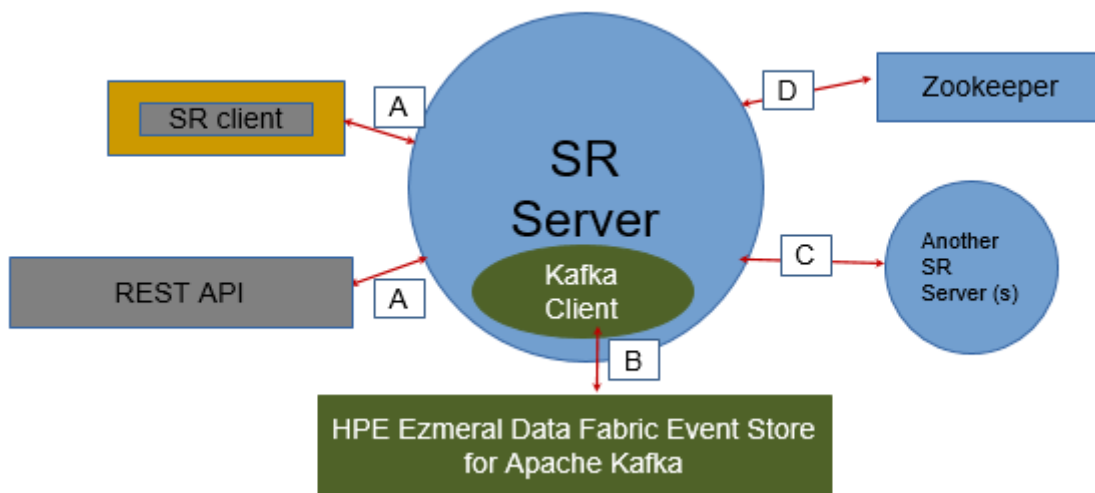 SR client
A
D
Zookeeper
SR
Server
REST API
A
C
Another
SR
Server (s)
Kafka
Client
B
HPE Ezmeral Data Fabric Event Store
for Apache Kafka